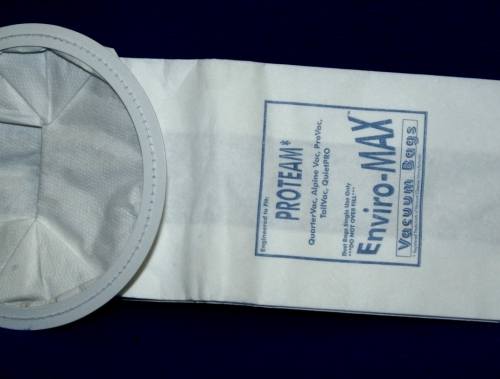 Engineered to Fit:
PROTEAM*
QuarterVac, Alpine Vac, ProVac,
TailVac, QuietPRO
Dust Bags Single Use Only
***DO NOT OVER FILL***
Enviro-MAX™
Vacuum Bags